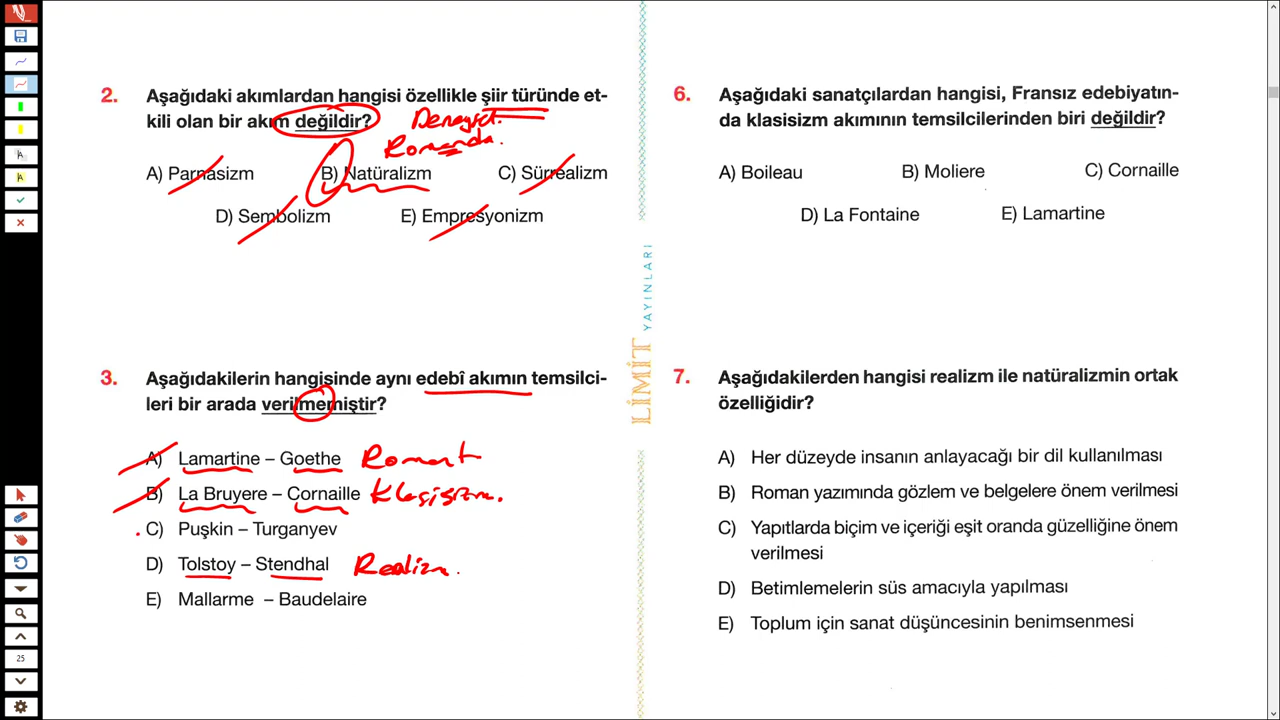 2. Aşağıdaki akımlardan hangisi özellikle şiir türünde et-
kili olan bir akım değildir?
Deneysel.
Romanda.
A) Parnasizm B) Natüralizm C) Sürrealizm
D) Sembolizm E) Empresyonizm
3. Aşağıdakilerin hangisinde aynı edebî akımın temsilci-
leri bir arada verilmemiştir?
A) Lamartine – Goethe Romant
B) La Bruyere – Cornaille Klasisizm.
C) Puşkin – Turganyev
D) Tolstoy – Stendhal Realizm.
E) Mallarme – Baudelaire
LİMİT YAYINLARI
6. Aşağıdaki sanatçılardan hangisi, Fransız edebiyatın-
da klasisizm akımının temsilcilerinden biri değildir?
A) Boileau B) Moliere C) Cornaille
D) La Fontaine E) Lamartine
7. Aşağıdakilerden hangisi realizm ile natüralizmin ortak
özelliğidir?
A) Her düzeyde insanın anlayacağı bir dil kullanılması
B) Roman yazımında gözlem ve belgelere önem verilmesi
C) Yapıtlarda biçim ve içeriği eşit oranda güzelliğine önem
verilmesi
D) Betimlemelerin süs amacıyla yapılması
E) Toplum için sanat düşüncesinin benimsenmesi
25